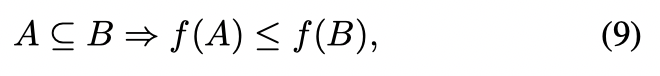 A ⊆ B ⇒ f(A) ≤ f(B), (9)